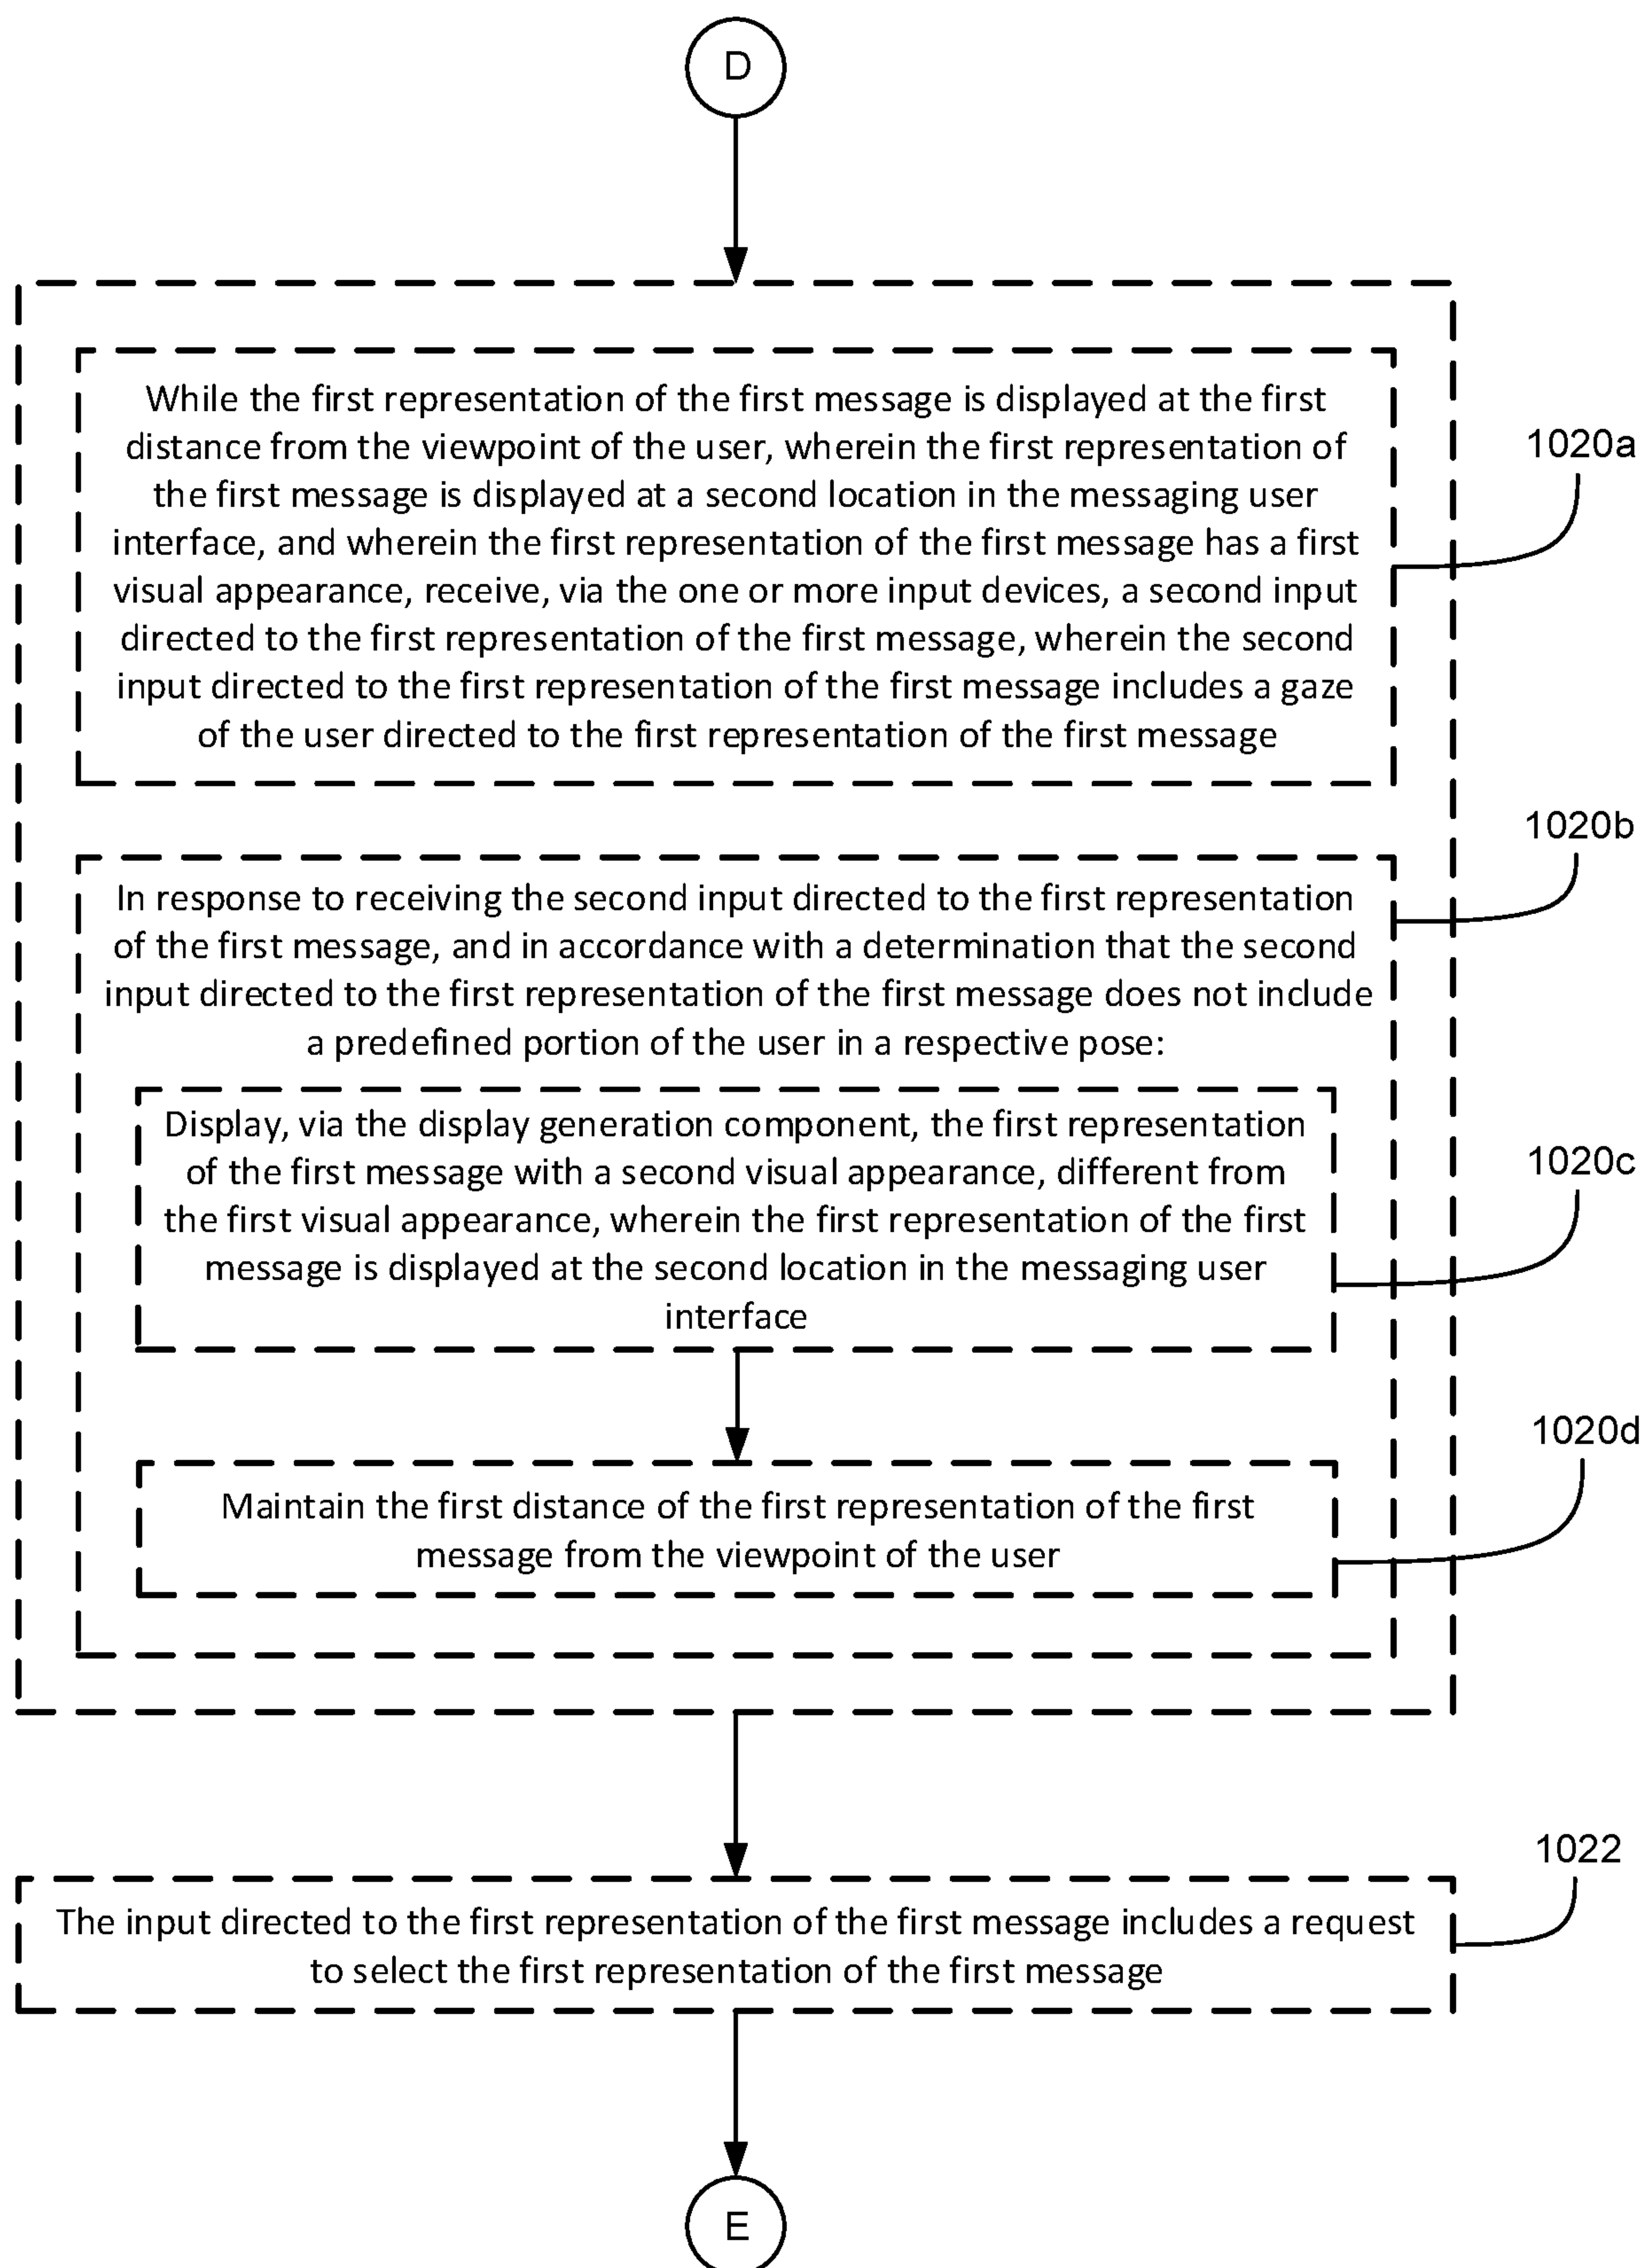 D
While the first representation of the first message is displayed at the first
distance from the viewpoint of the user, wherein the first representation of
the first message is displayed at a second location in the messaging user
interface, and wherein the first representation of the first message has a first
visual appearance, receive, via the one or more input devices, a second input
directed to the first representation of the first message, wherein the second
input directed to the first representation of the first message includes a gaze
of the user directed to the first representation of the first message
1020a
1020b
In response to receiving the second input directed to the first representation
of the first message, and in accordance with a determination that the second
input directed to the first representation of the first message does not include
a predefined portion of the user in a respective pose:
Display, via the display generation component, the first representation
of the first message with a second visual appearance, different from
the first visual appearance, wherein the first representation of the first
message is displayed at the second location in the messaging user
interface
1020c
1020d
Maintain the first distance of the first representation of the first
message from the viewpoint of the user
1022
The input directed to the first representation of the first message includes a request
to select the first representation of the first message
E